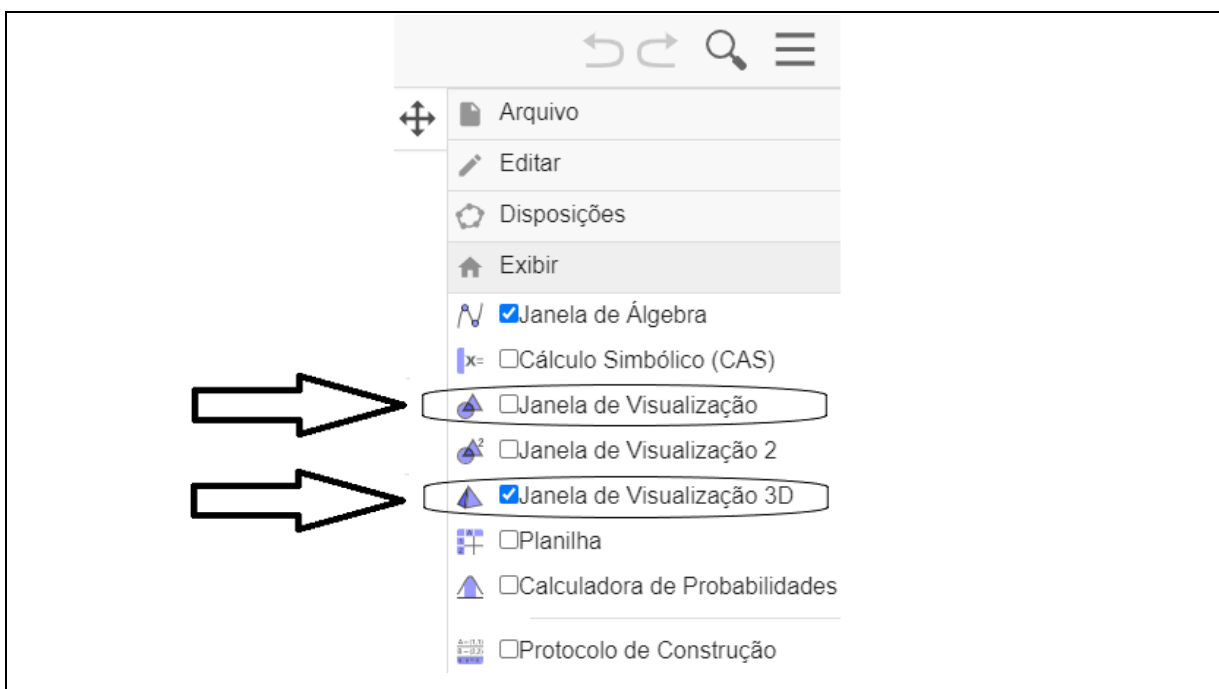 Arquivo
Editar
Disposições
Exibir
Janela de Álgebra
x= Cálculo Simbólico (CAS)
Janela de Visualização
2 Janela de Visualização 2
Janela de Visualização 3D
Planilha
Calculadora de Probabilidades
Protocolo de Construção